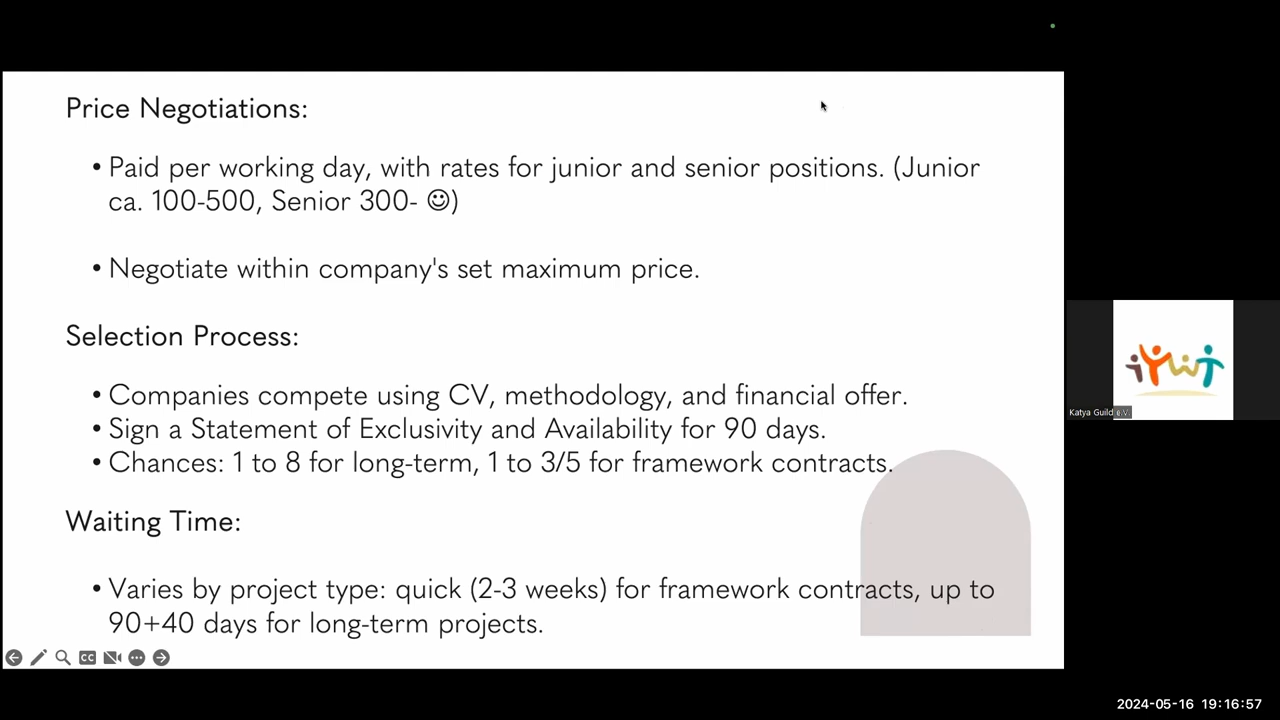 Price Negotiations:
• Paid per working day, with rates for junior and senior positions. (Junior
ca. 100-500, Senior 300- ☺)
• Negotiate within company's set maximum price.
Selection Process:
• Companies compete using CV, methodology, and financial offer.
• Sign a Statement of Exclusivity and Availability for 90 days.
• Chances: 1 to 8 for long-term, 1 to 3/5 for framework contracts.
Waiting Time:
• Varies by project type: quick (2-3 weeks) for framework contracts, up to
90+40 days for long-term projects.
CC
Katya Guild e.V.
2024-05-16 19:16:57